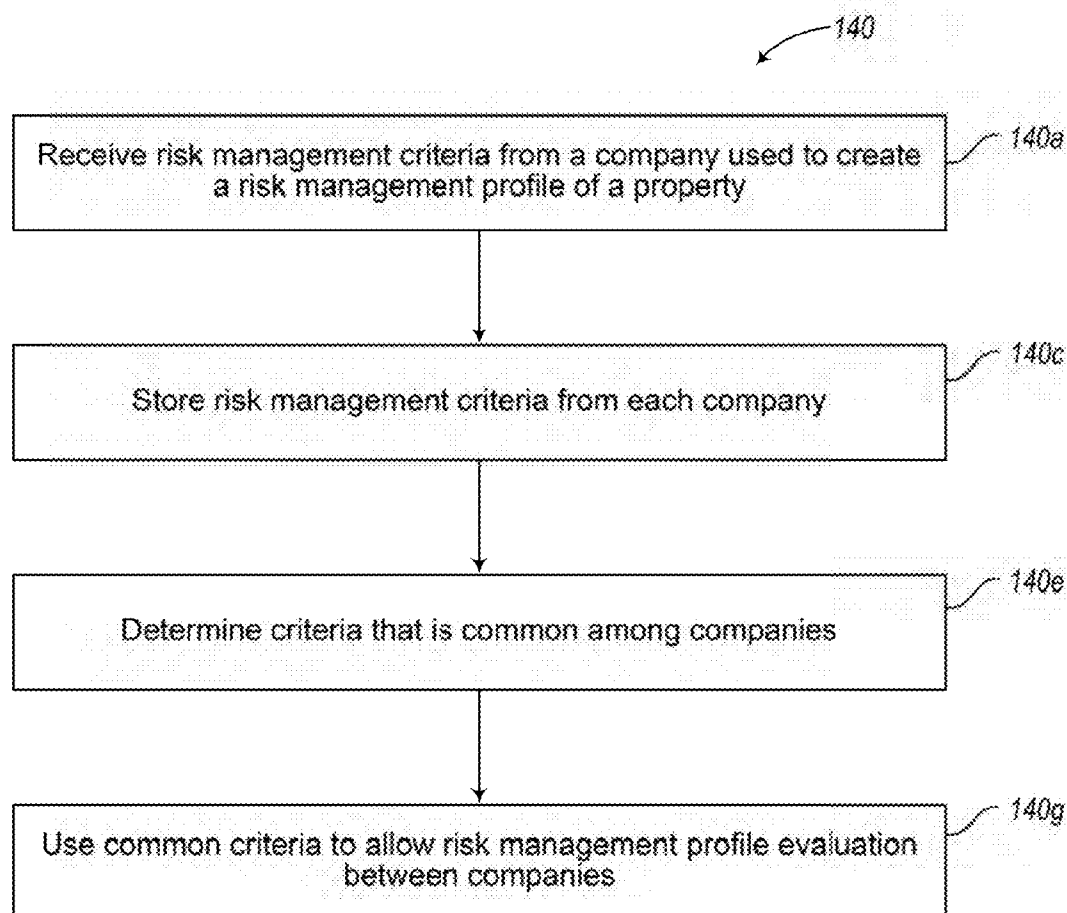 140
Receive risk management criteria from a company used to create
a risk management profile of a property
140a
Store risk management criteria from each company
140c
Determine criteria that is common among companies
140e
Use common criteria to allow risk management profile evaluation
between companies
140g